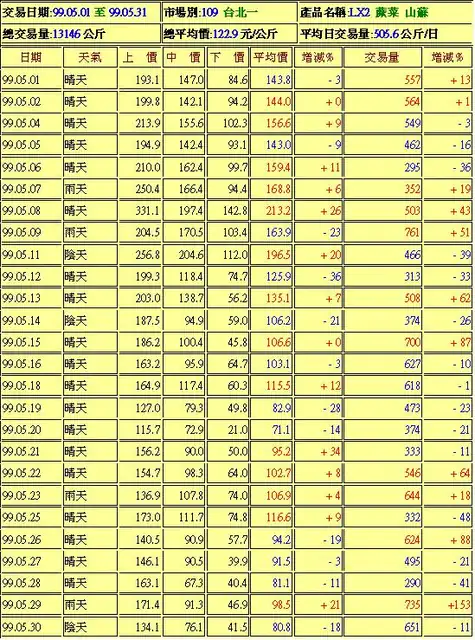 交易日期:99.05.01 至 99.05.31 市場別:109 台北一 產品名稱:LX2 蕨菜 山蘇
總交易量:13146 公斤 總平均價:122.9 元/公斤 平均日交易量:505.6 公斤/日
日期 天氣 上 價 中 價 下 價 平均價 增減% 交易量 增減%
99.05.01 晴天 193.1 147.0 84.6 143.8 - 3 557 + 13
99.05.02 晴天 199.8 142.1 94.2 144.0 + 0 564 + 1
99.05.04 晴天 213.9 155.6 102.3 156.6 + 9 549 - 3
99.05.05 晴天 194.9 142.4 93.1 143.0 - 9 462 - 16
99.05.06 晴天 210.0 162.4 99.7 159.4 + 11 295 - 36
99.05.07 雨天 250.4 166.4 94.4 168.8 + 6 352 + 19
99.05.08 晴天 331.1 197.4 142.8 213.2 + 26 503 + 43
99.05.09 雨天 204.5 170.5 103.4 163.9 - 23 761 + 51
99.05.11 陰天 256.8 204.6 112.0 196.5 + 20 466 - 39
99.05.12 晴天 199.3 118.4 74.7 125.9 - 36 313 - 33
99.05.13 晴天 203.0 138.7 56.2 135.1 + 7 508 + 62
99.05.14 陰天 187.5 94.9 59.0 106.2 - 21 374 - 26
99.05.15 晴天 186.2 100.4 45.8 106.6 + 0 700 + 87
99.05.16 晴天 163.2 95.9 64.7 103.1 - 3 627 - 10
99.05.18 晴天 164.9 117.4 60.3 115.5 + 12 618 - 1
99.05.19 晴天 127.0 79.3 49.8 82.9 - 28 473 - 23
99.05.20 晴天 115.7 72.9 21.0 71.1 - 14 374 - 21
99.05.21 晴天 156.2 90.0 50.0 95.2 + 34 333 - 11
99.05.22 晴天 154.7 98.3 64.0 102.7 + 8 546 + 64
99.05.23 雨天 136.9 107.8 74.0 106.9 + 4 644 + 18
99.05.25 晴天 173.0 111.7 74.8 116.6 + 9 332 - 48
99.05.26 晴天 140.5 90.9 57.7 94.2 - 19 624 + 88
99.05.27 晴天 146.1 90.5 39.9 91.5 - 3 495 - 21
99.05.28 晴天 163.1 67.3 40.4 81.1 - 11 290 - 41
99.05.29 雨天 171.4 91.3 46.9 98.5 + 21 735 +153
99.05.30 陰天 134.1 76.1 41.5 80.8 - 18 651 - 11